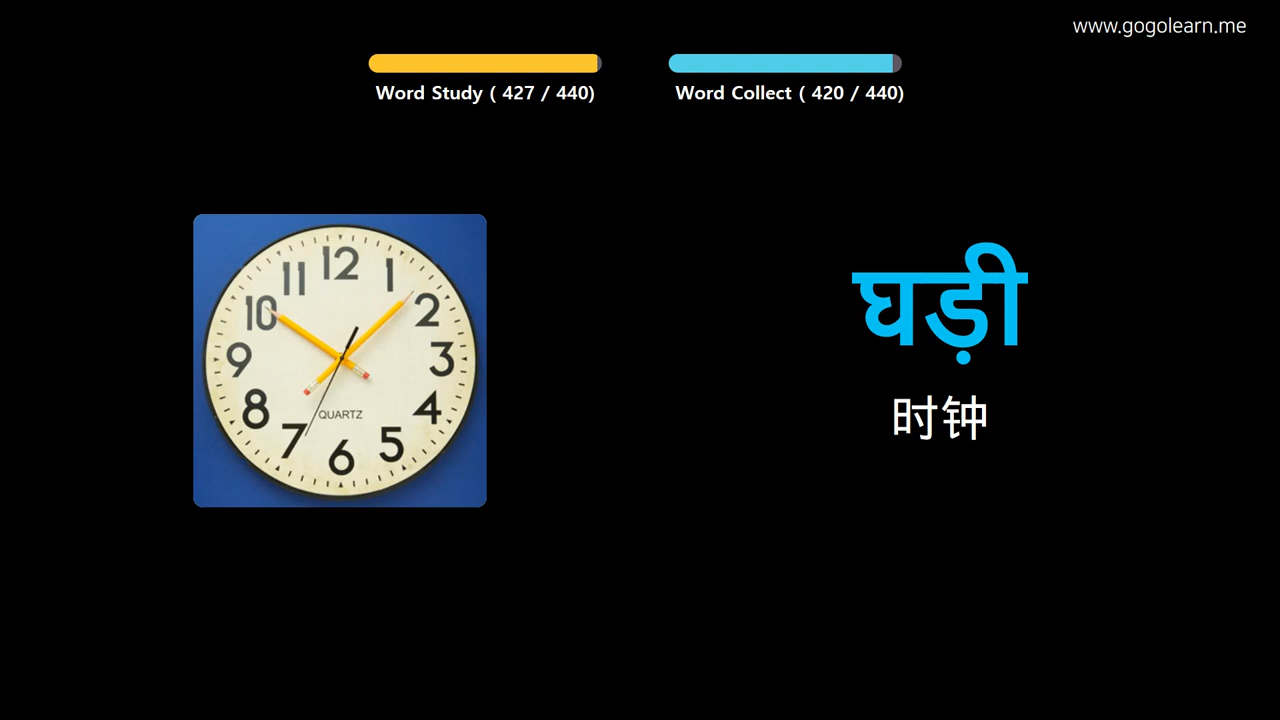 www.gogolearn.me
Word Study ( 427 / 440)
Word Collect ( 420 / 440)
12
11
1
10
2
9
3
8
4
QUARTZ
7
5
6
घड़ी
时钟